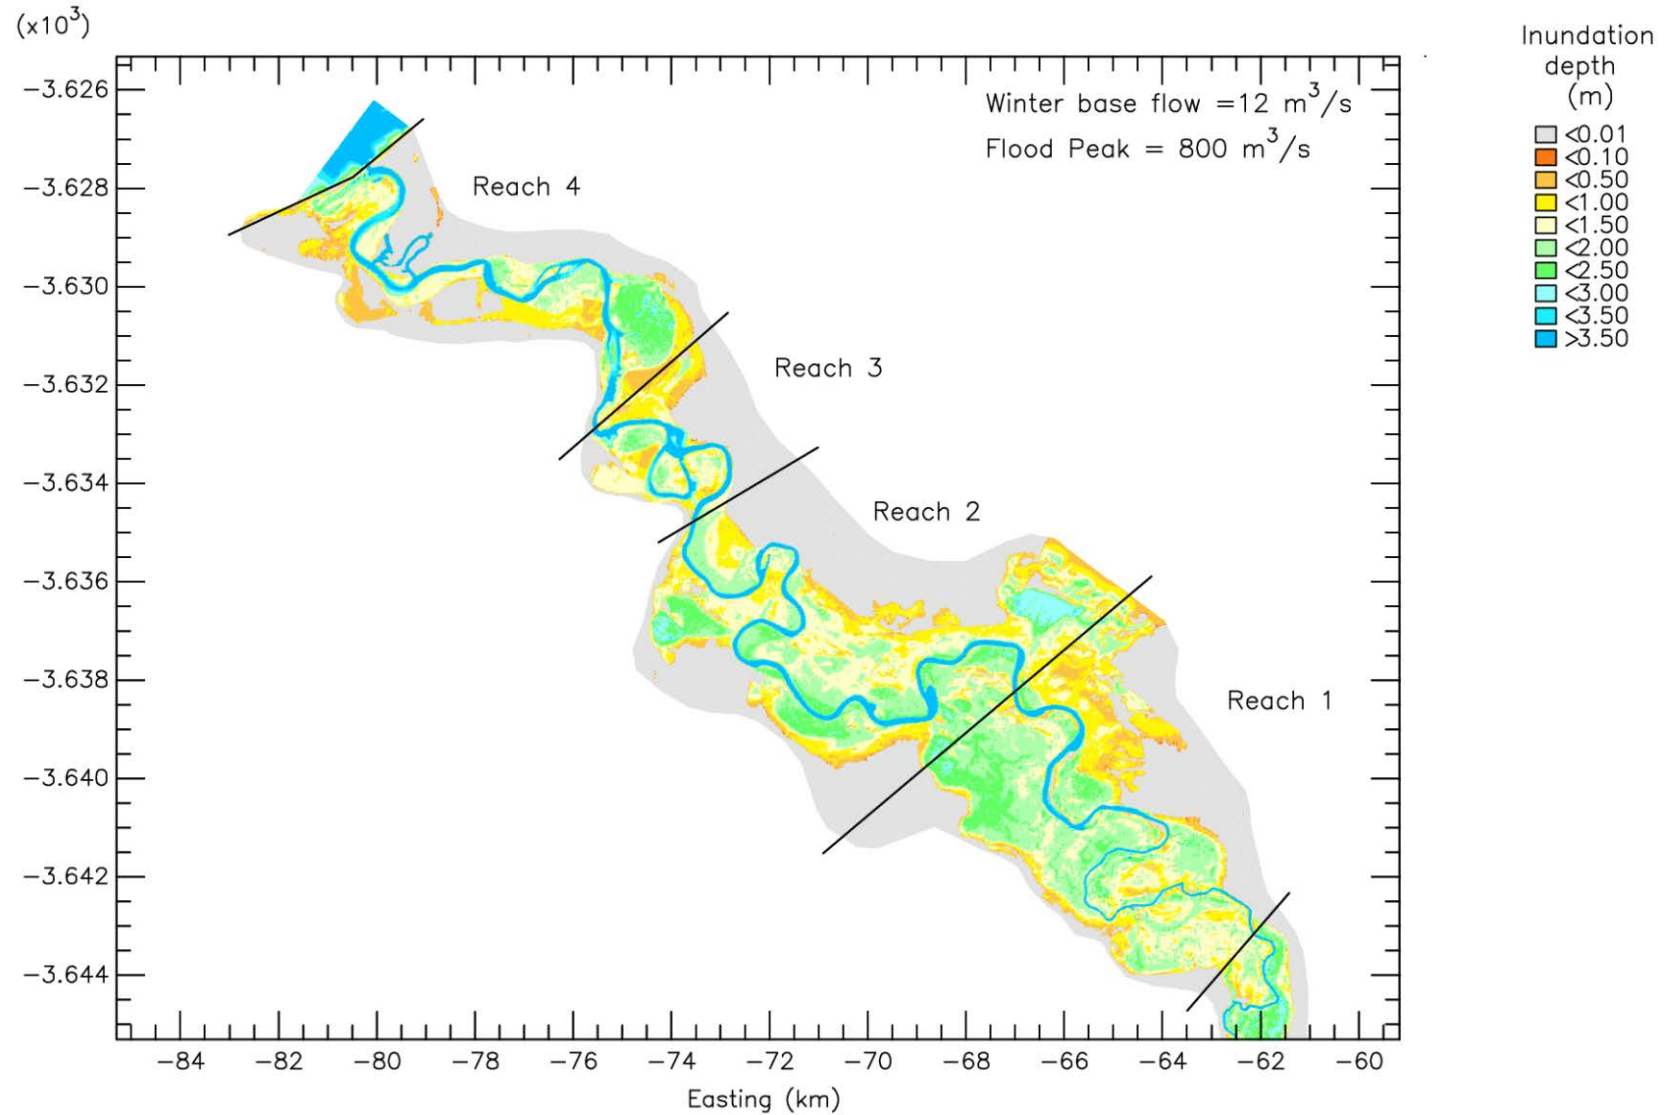 (x10³)
Inundation
depth
(m)
<0.01
<0.10
<0.50
<1.00
<1.50
<2.00
<2.50
<3.00
<3.50
>3.50
Winter base flow =12 m³/s
Flood Peak = 800 m³/s
Reach 4
Reach 3
Reach 2
Reach 1
−3.626
−3.628
−3.630
−3.632
−3.634
−3.636
−3.638
−3.640
−3.642
−3.644
−84 −82 −80 −78 −76 −74 −72 −70 −68 −66 −64 −62 −60
Easting (km)